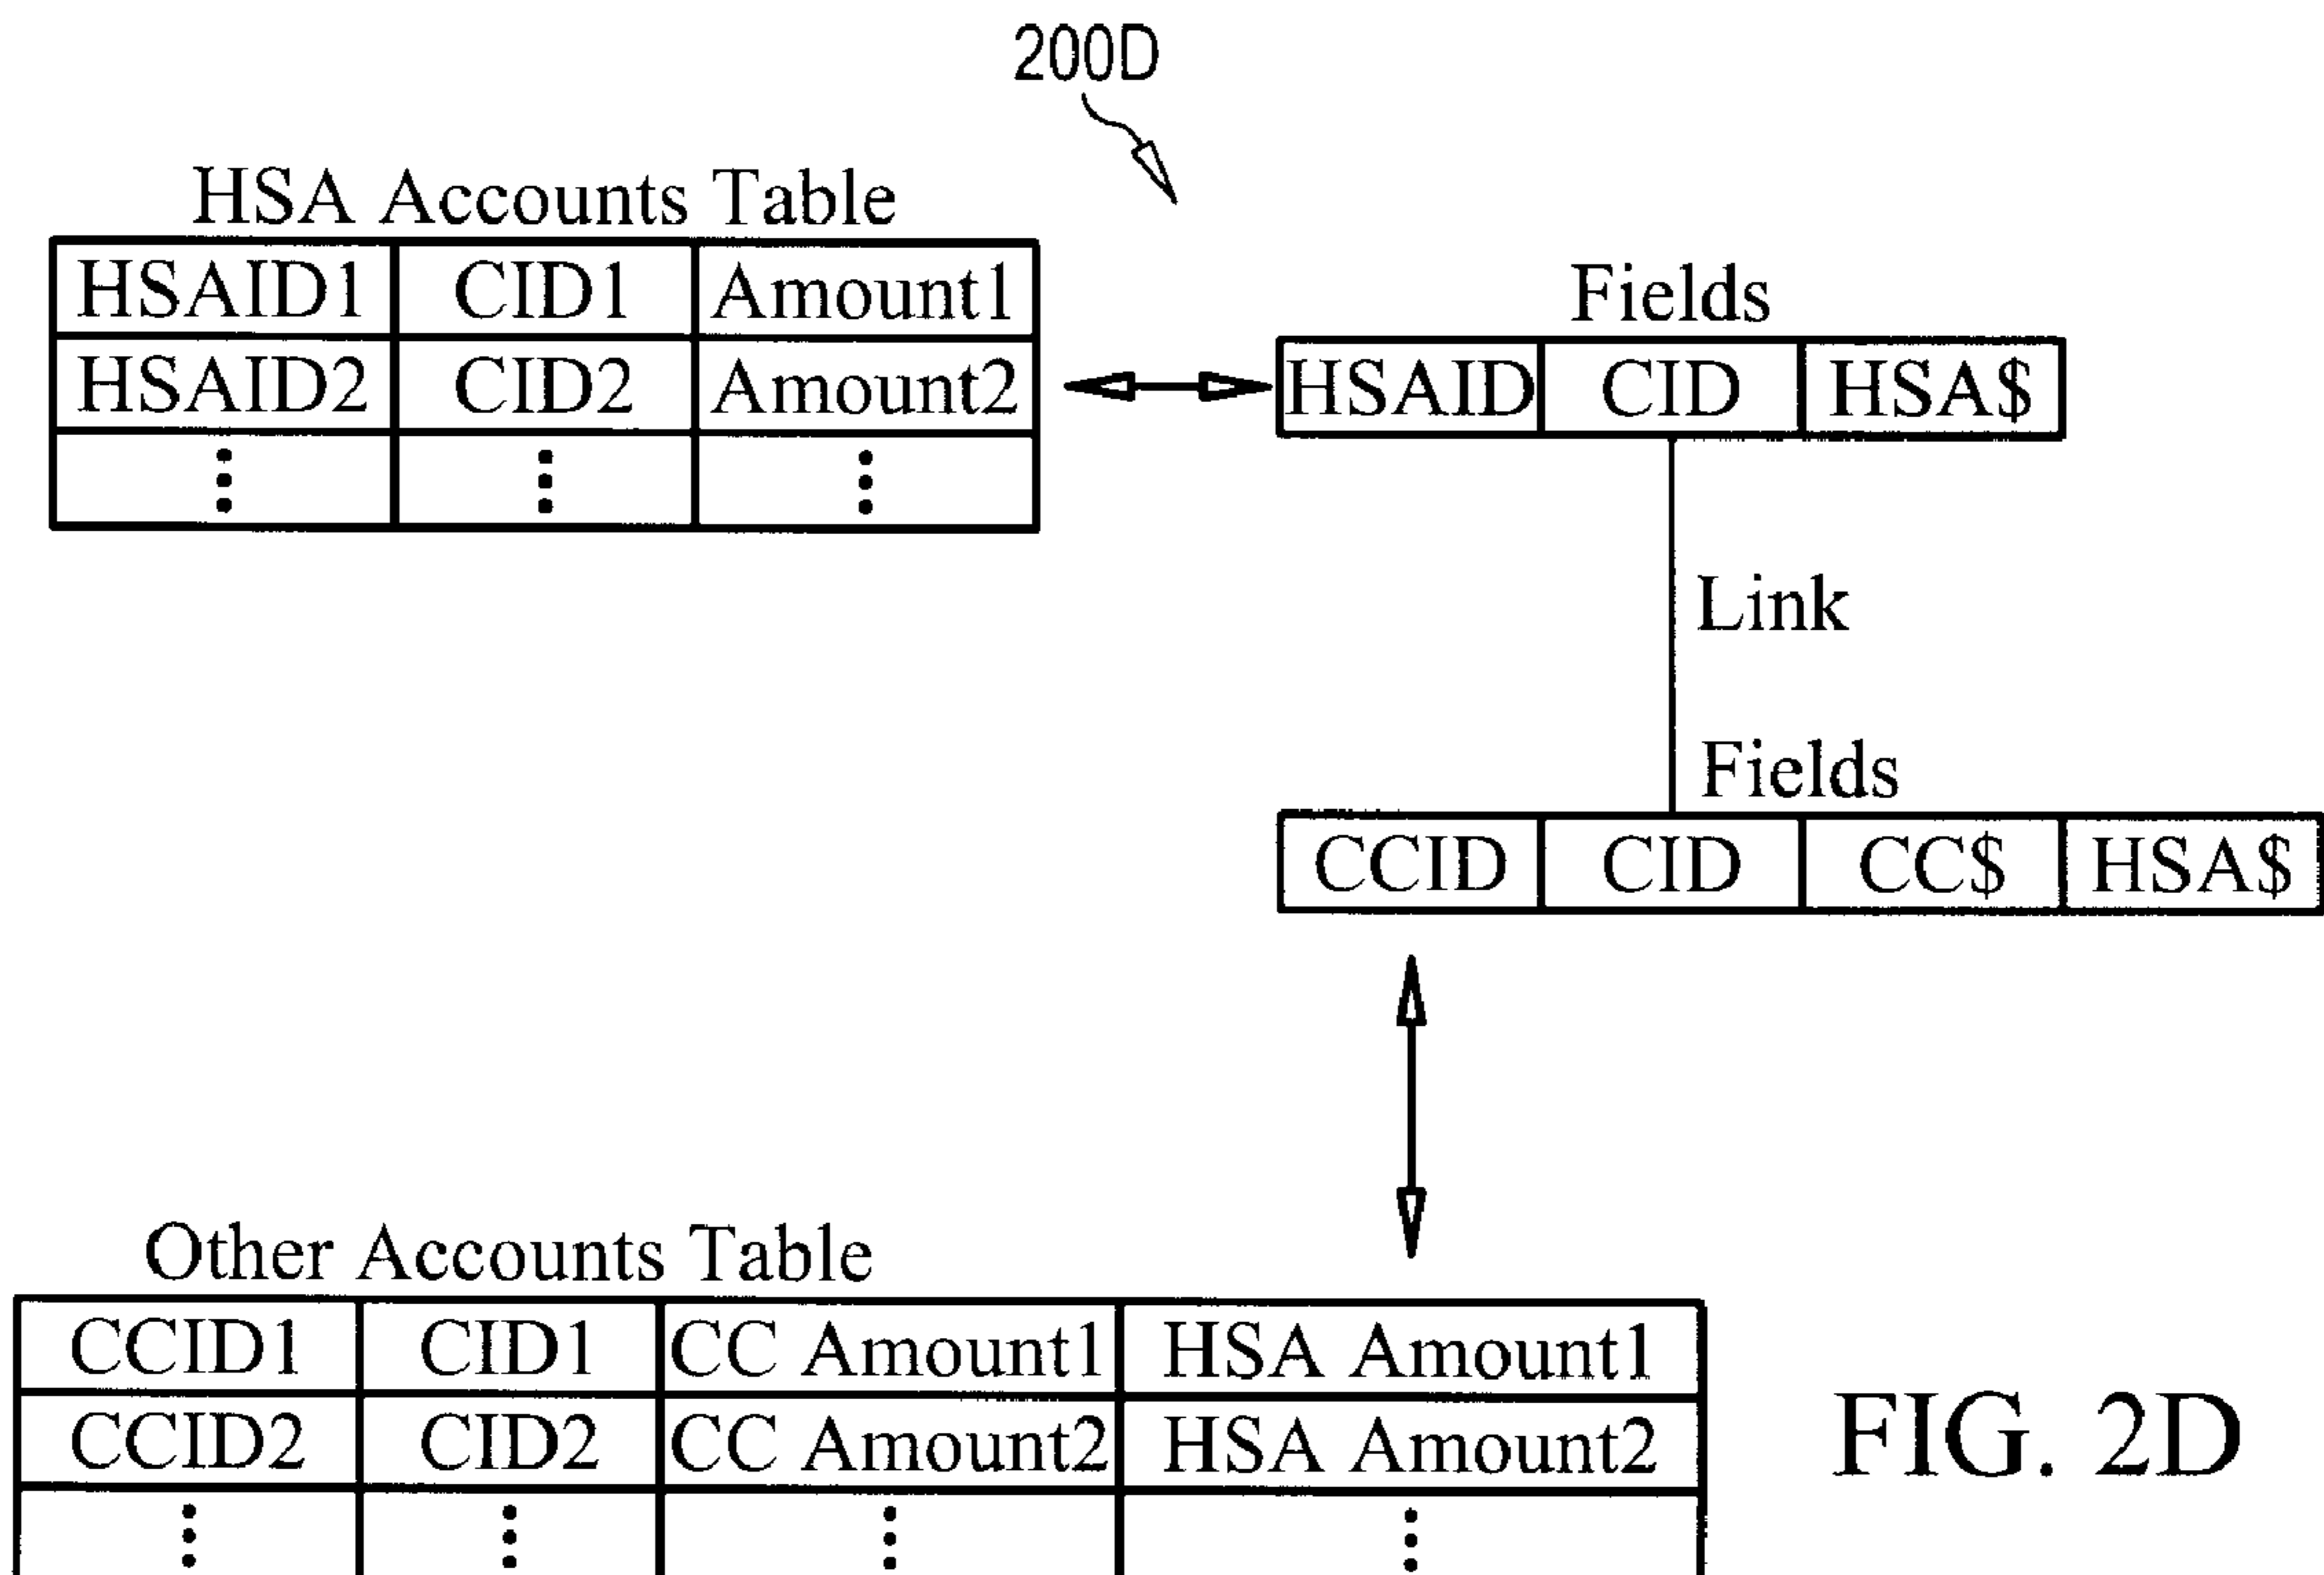 200D
HSA Accounts Table
HSAID1 CID1 Amount1
HSAID2 CID2 Amount2
Fields
HSAID CID HSA$
Link
Fields
CCID CID CC$ HSA$
Other Accounts Table
CCID1 CID1 CC Amount1 HSA Amount1
CCID2 CID2 CC Amount2 HSA Amount2
FIG. 2D